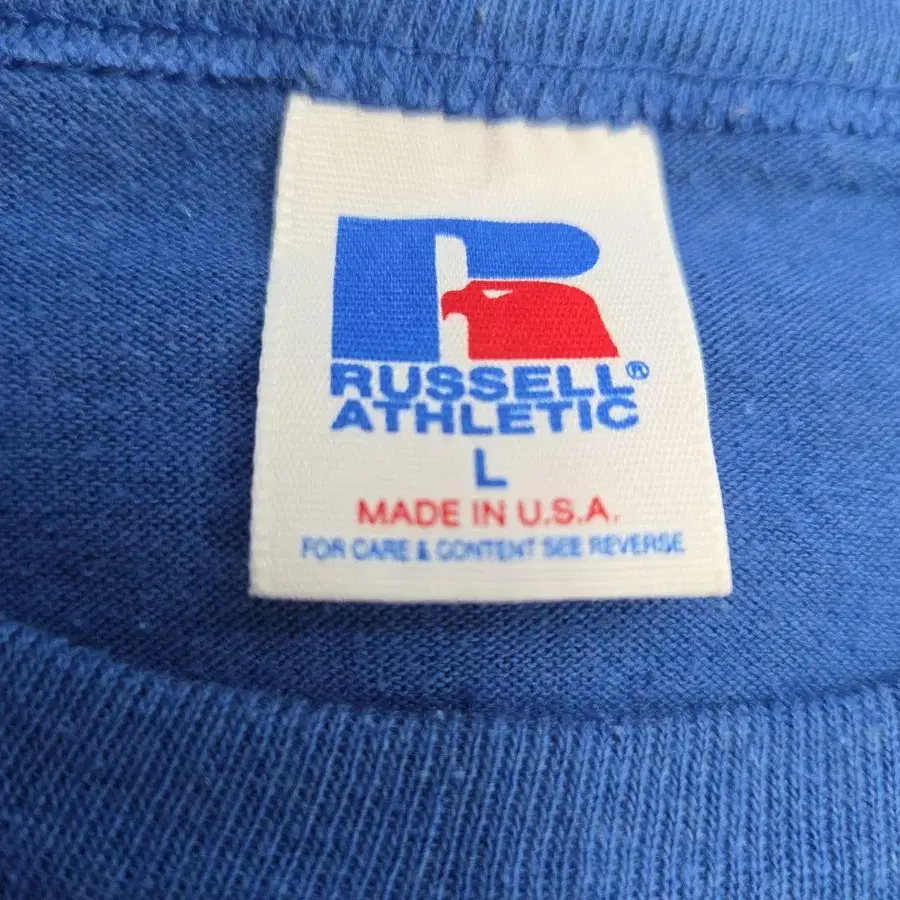 RUSSELL®
ATHLETIC
L
MADE IN U.S.A.
FOR CARE & CONTENT SEE REVERSE